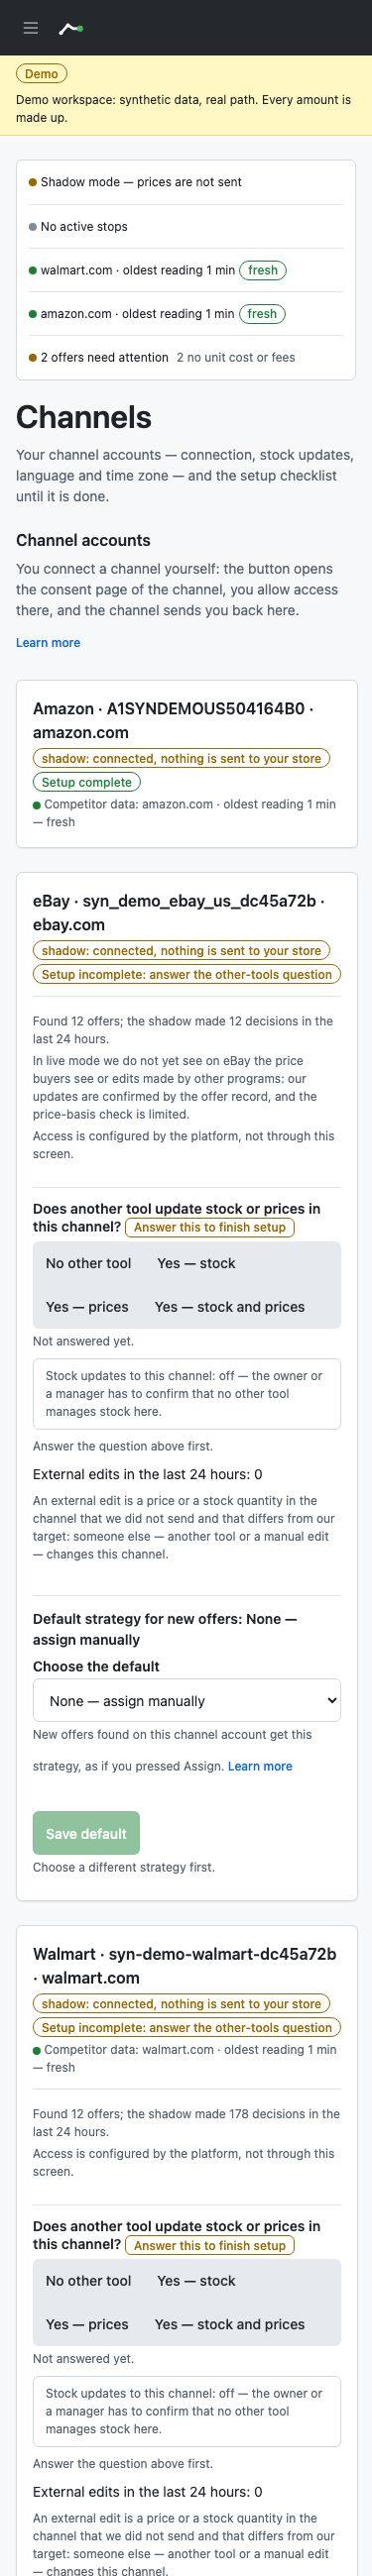 Demo
Demo workspace: synthetic data, real path. Every amount is
made up.
Shadow mode — prices are not sent
No active stops
walmart.com · oldest reading 1 min fresh
amazon.com · oldest reading 1 min fresh
2 offers need attention 2 no unit cost or fees
Channels
Your channel accounts — connection, stock updates,
language and time zone — and the setup checklist
until it is done.
Channel accounts
You connect a channel yourself: the button opens
the consent page of the channel, you allow access
there, and the channel sends you back here.
Learn more
Amazon · A1SYNDEMOUS504164B0 ·
amazon.com
shadow: connected, nothing is sent to your store
Setup complete
Competitor data: amazon.com · oldest reading 1 min
— fresh
eBay · syn_demo_ebay_us_dc45a72b ·
ebay.com
shadow: connected, nothing is sent to your store
Setup incomplete: answer the other-tools question
Found 12 offers; the shadow made 12 decisions in the
last 24 hours.
In live mode we do not yet see on eBay the price
buyers see or edits made by other programs: our
updates are confirmed by the offer record, and the
price-basis check is limited.
Access is configured by the platform, not through this
screen.
Does another tool update stock or prices in
this channel? Answer this to finish setup
No other tool Yes — stock
Yes — prices Yes — stock and prices
Not answered yet.
Stock updates to this channel: off — the owner or
a manager has to confirm that no other tool
manages stock here.
Answer the question above first.
External edits in the last 24 hours: 0
An external edit is a price or a stock quantity in the
channel that we did not send and that differs from our
target: someone else — another tool or a manual edit
— changes this channel.
Default strategy for new offers: None —
assign manually
Choose the default
None — assign manually
New offers found on this channel account get this
strategy, as if you pressed Assign. Learn more
Save default
Choose a different strategy first.
Walmart · syn-demo-walmart-dc45a72b
· walmart.com
shadow: connected, nothing is sent to your store
Setup incomplete: answer the other-tools question
Competitor data: walmart.com · oldest reading 1 min
— fresh
Found 12 offers; the shadow made 178 decisions in the
last 24 hours.
Access is configured by the platform, not through this
screen.
Does another tool update stock or prices in
this channel? Answer this to finish setup
No other tool Yes — stock
Yes — prices Yes — stock and prices
Not answered yet.
Stock updates to this channel: off — the owner or
a manager has to confirm that no other tool
manages stock here.
Answer the question above first.
External edits in the last 24 hours: 0
An external edit is a price or a stock quantity in the
channel that we did not send and that differs from our
target: someone else — another tool or a manual edit
— changes this channel.